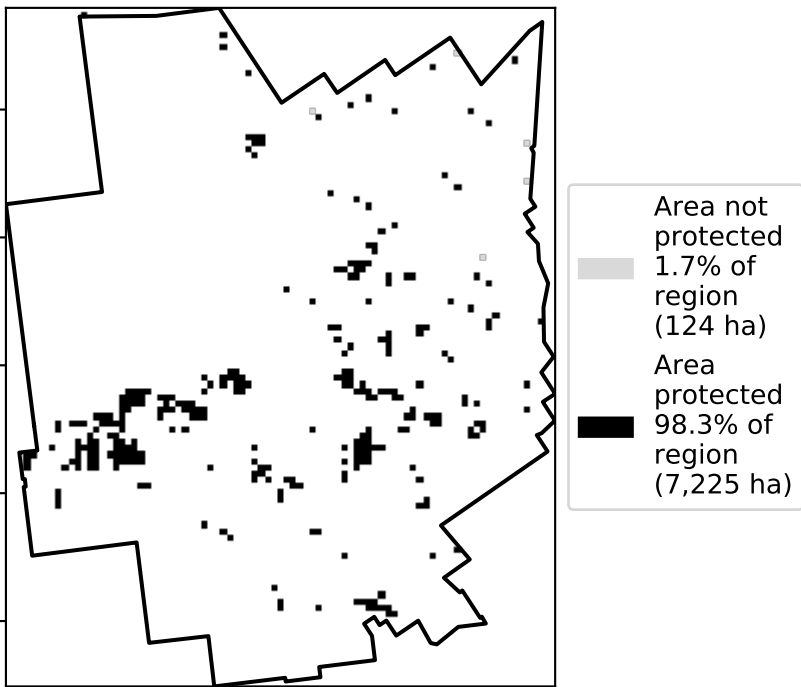 Area not
protected
1.7% of
region
(124 ha)
Area
protected
98.3% of
region
(7,225 ha)